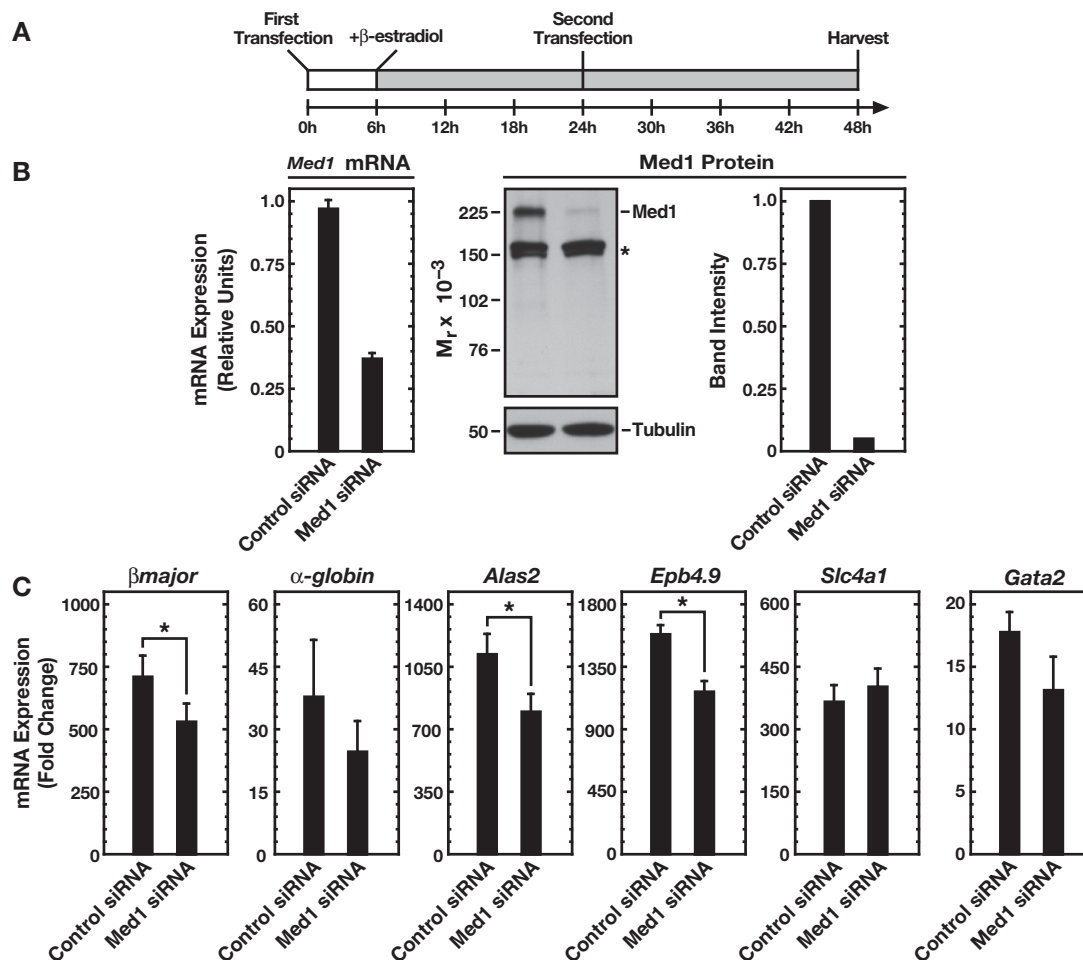 A
First Transfection
+β-estradiol
Second Transfection
Harvest
0h 6h 12h 18h 24h 30h 36h 42h 48h
B
Med1 mRNA
mRNA Expression (Relative Units)
1.0
0.75
0.50
0.25
0
Control siRNA
Med1 siRNA
Med1 Protein
Mr x 10–3
225
150
102
76
50
Med1
*
Tubulin
Band Intensity
1.0
0.75
0.50
0.25
0
Control siRNA
Med1 siRNA
C
mRNA Expression (Fold Change)
βmajor
1000
750
500
250
0
*
Control siRNA
Med1 siRNA
α-globin
60
45
30
15
0
Control siRNA
Med1 siRNA
Alas2
1400
1050
700
350
0
*
Control siRNA
Med1 siRNA
Epb4.9
1800
1350
900
450
0
*
Control siRNA
Med1 siRNA
Slc4a1
600
450
300
150
0
Control siRNA
Med1 siRNA
Gata2
20
15
10
5
0
Control siRNA
Med1 siRNA